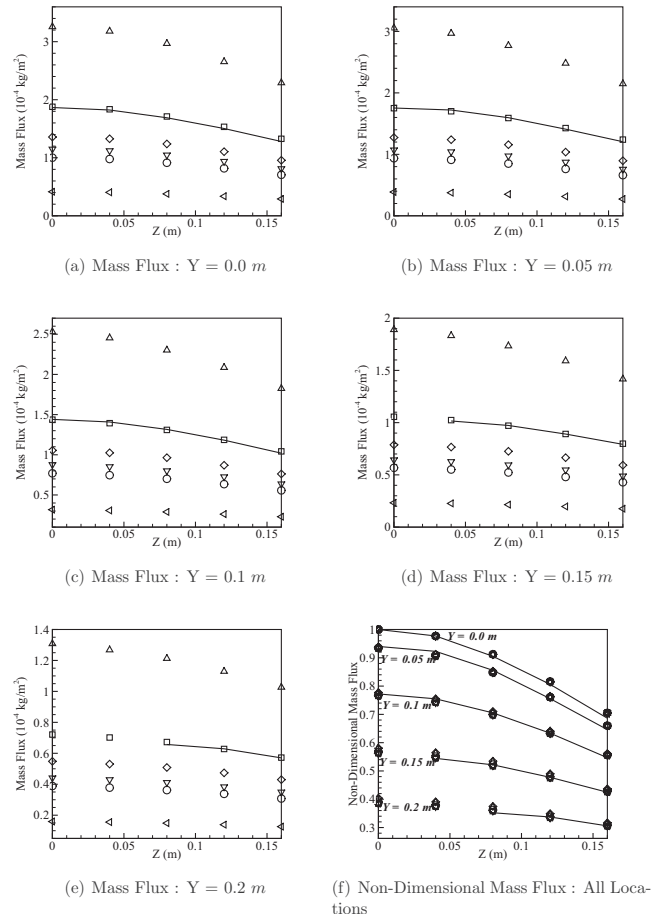 3
2
1
0
Mass Flux (10⁻⁴ kg/m²)
0 0.05 0.1 0.15
Z (m)
(a) Mass Flux : Y = 0.0 m
3
2
1
0
Mass Flux (10⁻⁴ kg/m²)
0 0.05 0.1 0.15
Z (m)
(b) Mass Flux : Y = 0.05 m
2.5
2
1.5
1
0.5
Mass Flux (10⁻⁴ kg/m²)
0 0.05 0.1 0.15
Z (m)
(c) Mass Flux : Y = 0.1 m
2
1.5
1
0.5
0
Mass Flux (10⁻⁴ kg/m²)
0 0.05 0.1 0.15
Z (m)
(d) Mass Flux : Y = 0.15 m
1.4
1.2
1
0.8
0.6
0.4
0.2
Mass Flux (10⁻⁴ kg/m²)
0 0.05 0.1 0.15
Z (m)
(e) Mass Flux : Y = 0.2 m
1
0.9
0.8
0.7
0.6
0.5
0.4
0.3
Non-Dimensional Mass Flux
Y = 0.0 m
Y = 0.05 m
Y = 0.1 m
Y = 0.15 m
Y = 0.2 m
0 0.05 0.1 0.15
Z (m)
(f) Non-Dimensional Mass Flux : All Loca-
tions